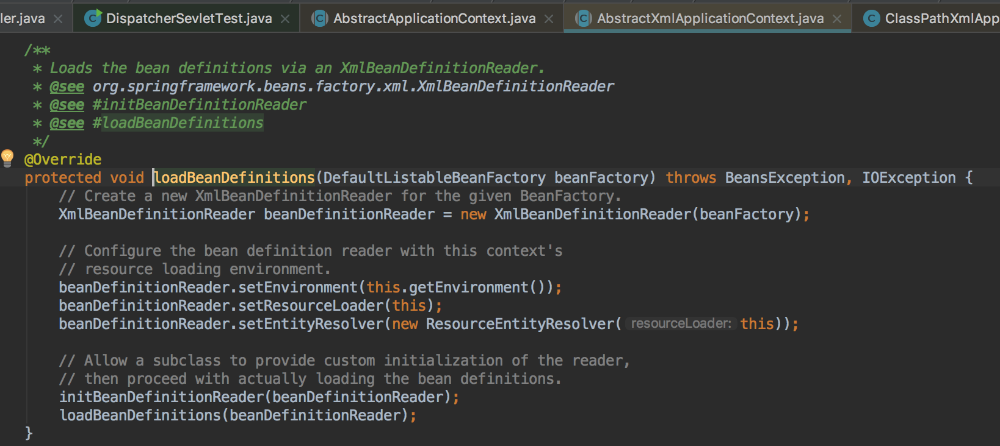 ler.java DispatcherSevletTest.java AbstractApplicationContext.java AbstractXmlApplicationContext.java ClassPathXmlApp
/**
 * Loads the bean definitions via an XmlBeanDefinitionReader.
 * @see org.springframework.beans.factory.xml.XmlBeanDefinitionReader
 * @see #initBeanDefinitionReader
 * @see #loadBeanDefinitions
 */
@Override
protected void loadBeanDefinitions(DefaultListableBeanFactory beanFactory) throws BeansException, IOException {
    // Create a new XmlBeanDefinitionReader for the given BeanFactory.
    XmlBeanDefinitionReader beanDefinitionReader = new XmlBeanDefinitionReader(beanFactory);
    // Configure the bean definition reader with this context's
    // resource loading environment.
    beanDefinitionReader.setEnvironment(this.getEnvironment());
    beanDefinitionReader.setResourceLoader(this);
    beanDefinitionReader.setEntityResolver(new ResourceEntityResolver( resourceLoader: this));
    // Allow a subclass to provide custom initialization of the reader,
    // then proceed with actually loading the bean definitions.
    initBeanDefinitionReader(beanDefinitionReader);
    loadBeanDefinitions(beanDefinitionReader);
}